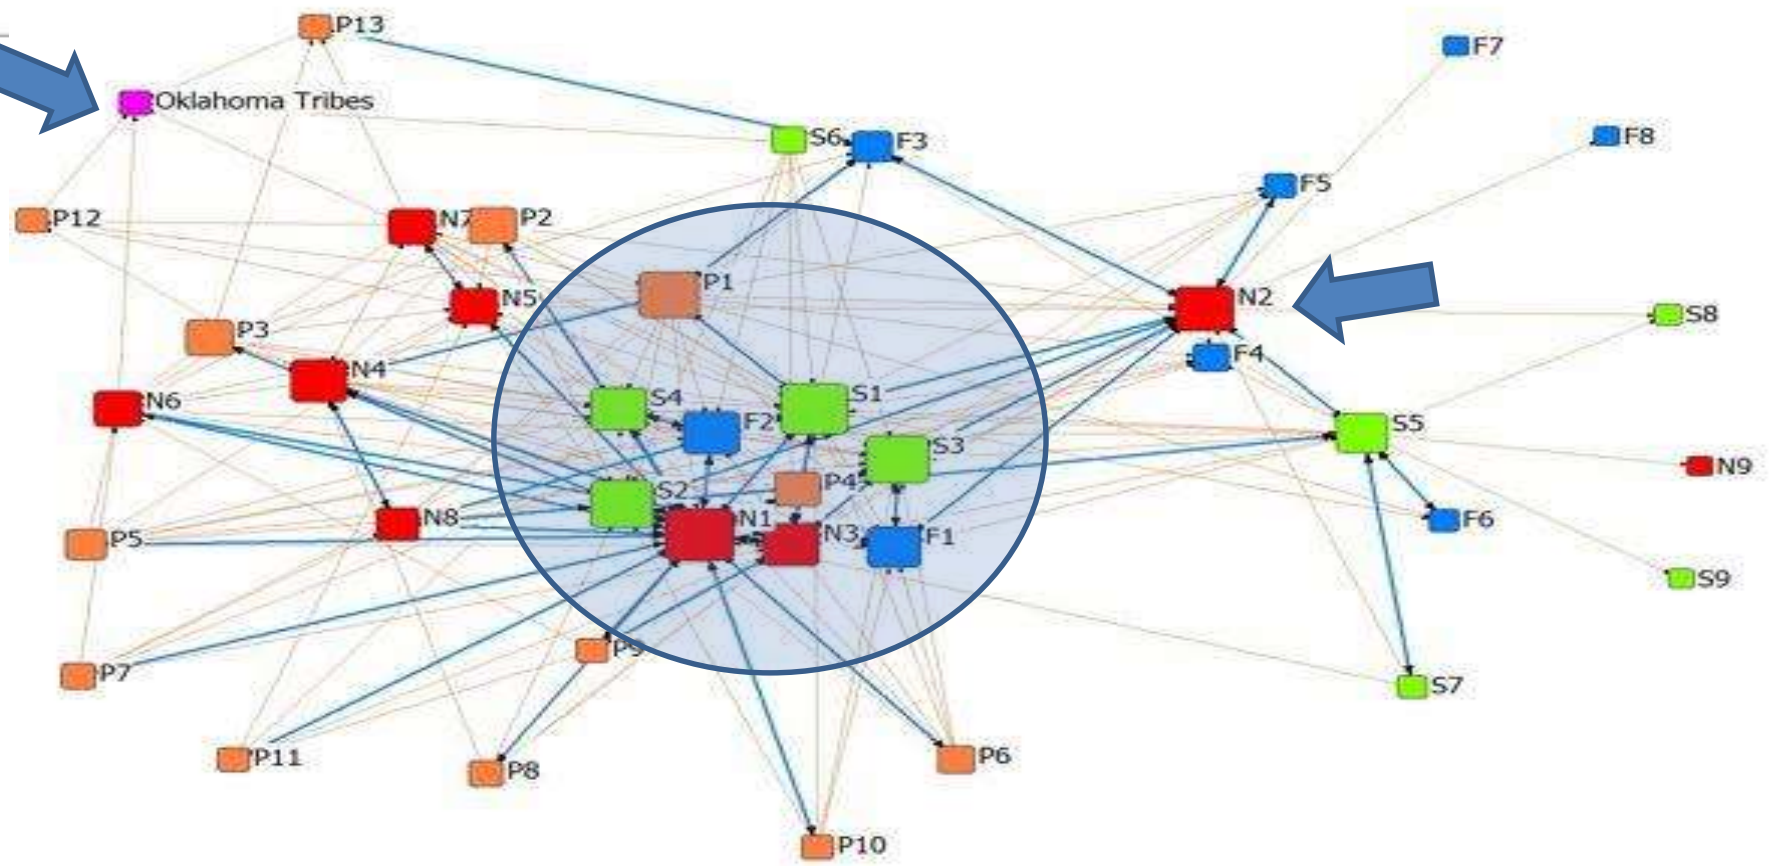 P13
F7
Oklahoma Tribes
S6
F3
F8
F5
P12
N7
P2
P1
N5
N2
S8
P3
F4
N4
N6
S4
S1
F2
S5
S3
N9
P4
S2
N8
N1
N3
F1
F6
P5
S9
P9
P7
S7
P11
P8
P6
P10